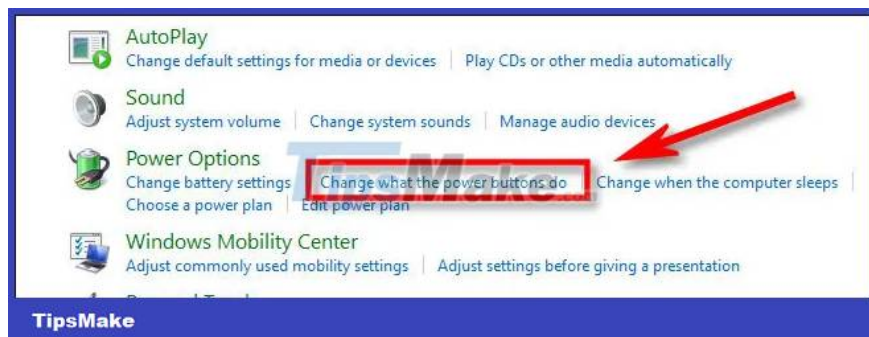 AutoPlay
Change default settings for media or devices | Play CDs or other media automatically
Sound
Adjust system volume | Change system sounds | Manage audio devices
Power Options
Change battery settings | Change what the power buttons do | Change when the computer sleeps |
Choose a power plan | Edit power plan
TipsMake.com
Windows Mobility Center
Adjust commonly used mobility settings | Adjust settings before giving a presentation
TipsMake